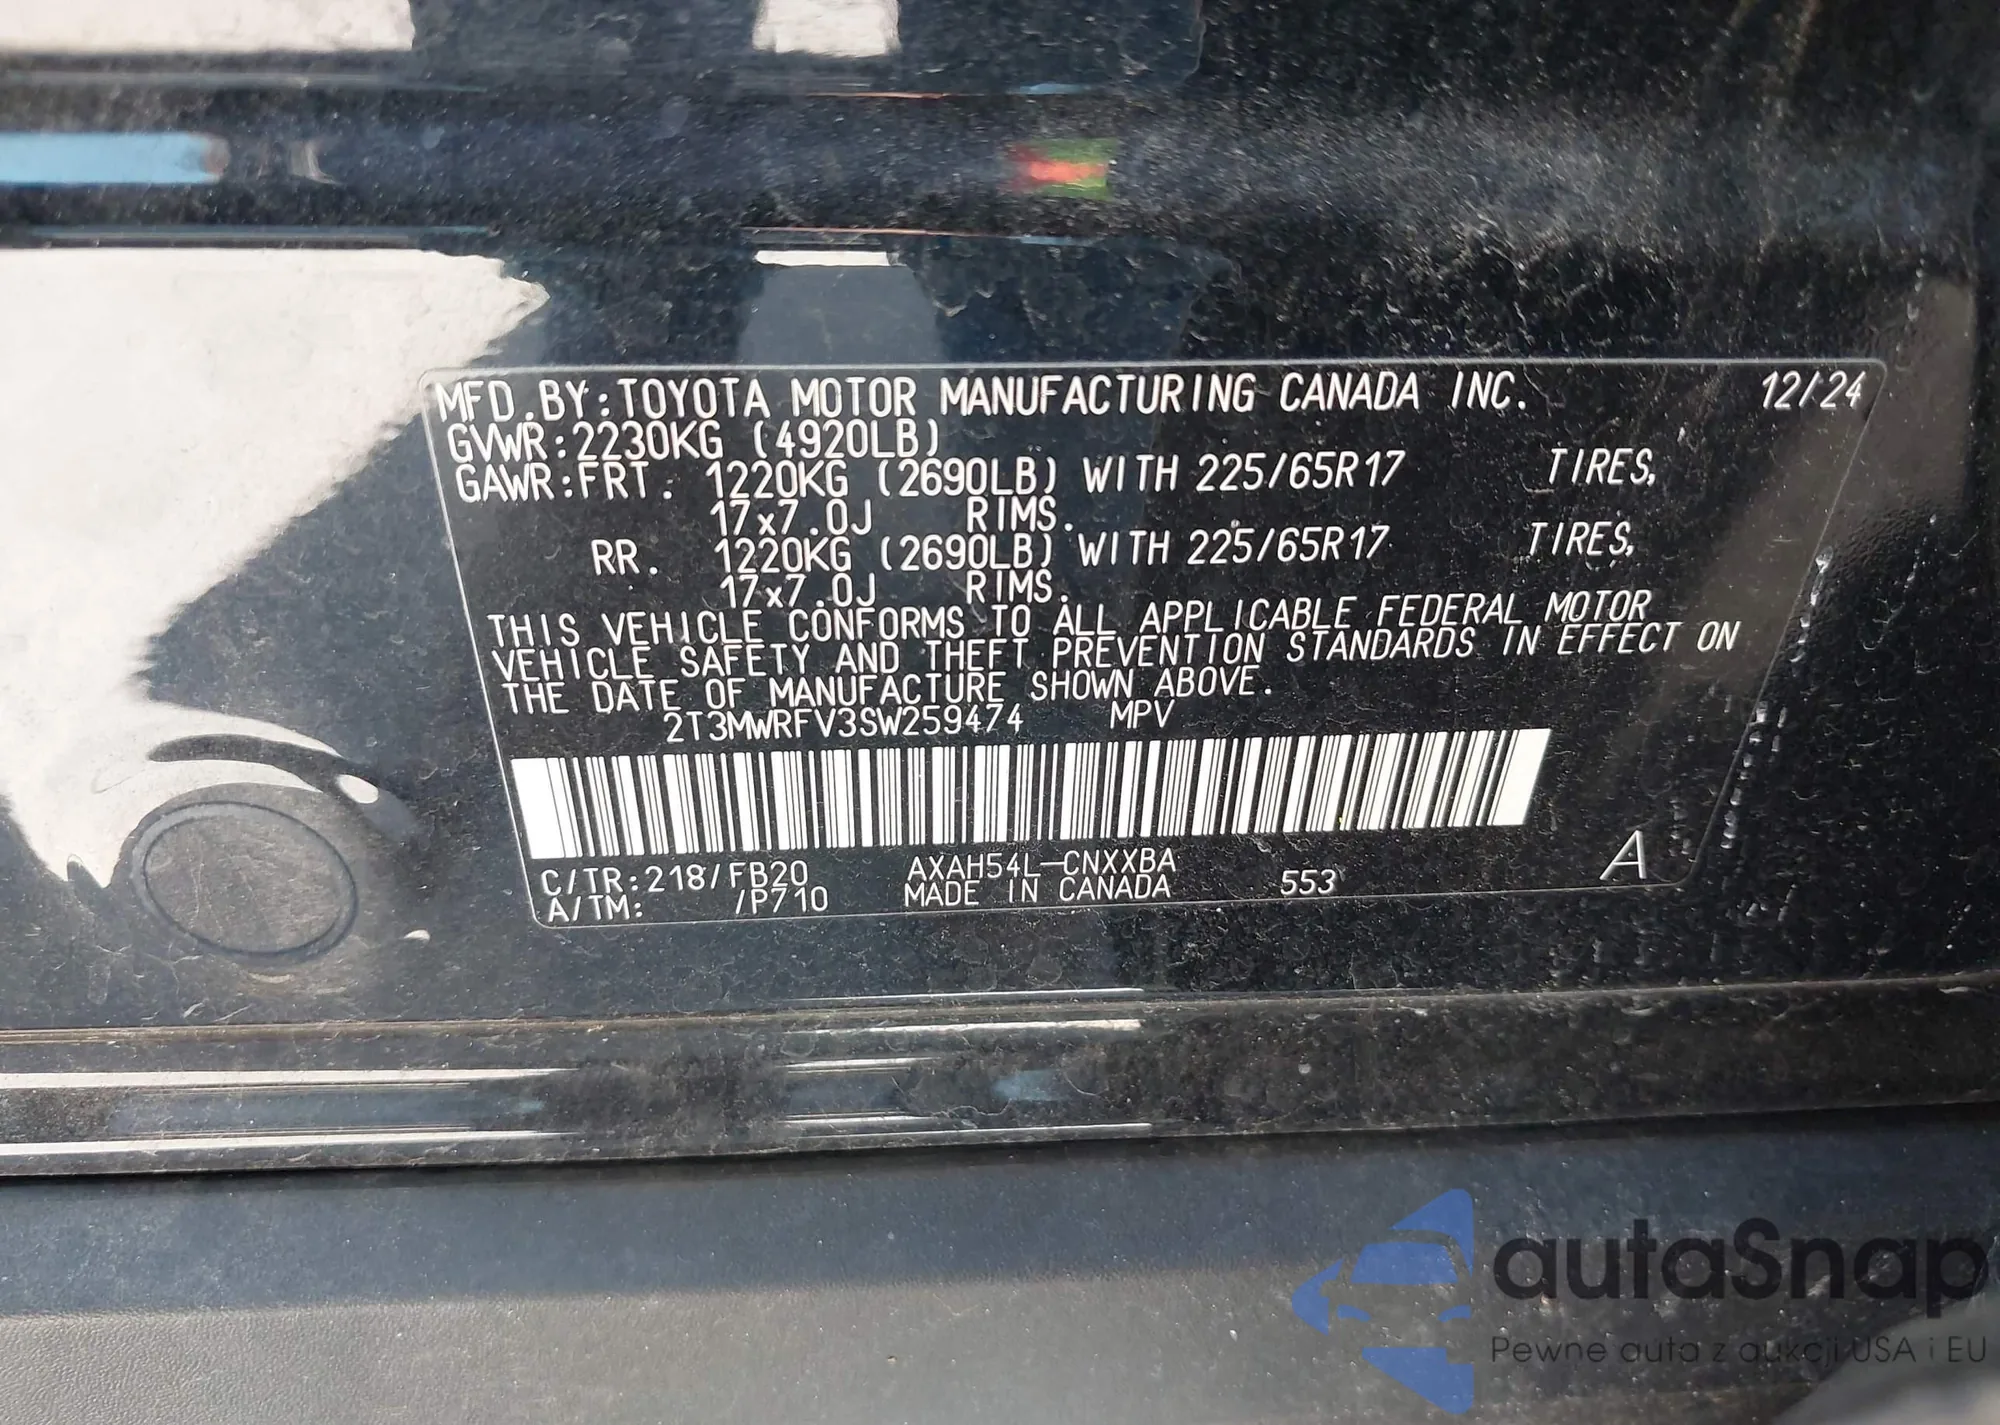 MFD.BY:TOYOTA MOTOR MANUFACTURING CANADA INC. 12/24
GVWR:2230KG (4920LB)
GAWR:FRT. 1220KG (2690LB) WITH 225/65R17 TIRES,
17x7.0J RIMS.
RR. 1220KG (2690LB) WITH 225/65R17 TIRES,
17x7.0J RIMS.
THIS VEHICLE CONFORMS TO ALL APPLICABLE FEDERAL MOTOR
VEHICLE SAFETY AND THEFT PREVENTION STANDARDS IN EFFECT ON
THE DATE OF MANUFACTURE SHOWN ABOVE.
2T3MWRFV3SW259474 MPV
C/TR:218/FB20 AXAH54L-CNXXBA
A/TM: /P710 MADE IN CANADA 553 A
autaSnap
Pewne auta z aukcji USA i EU